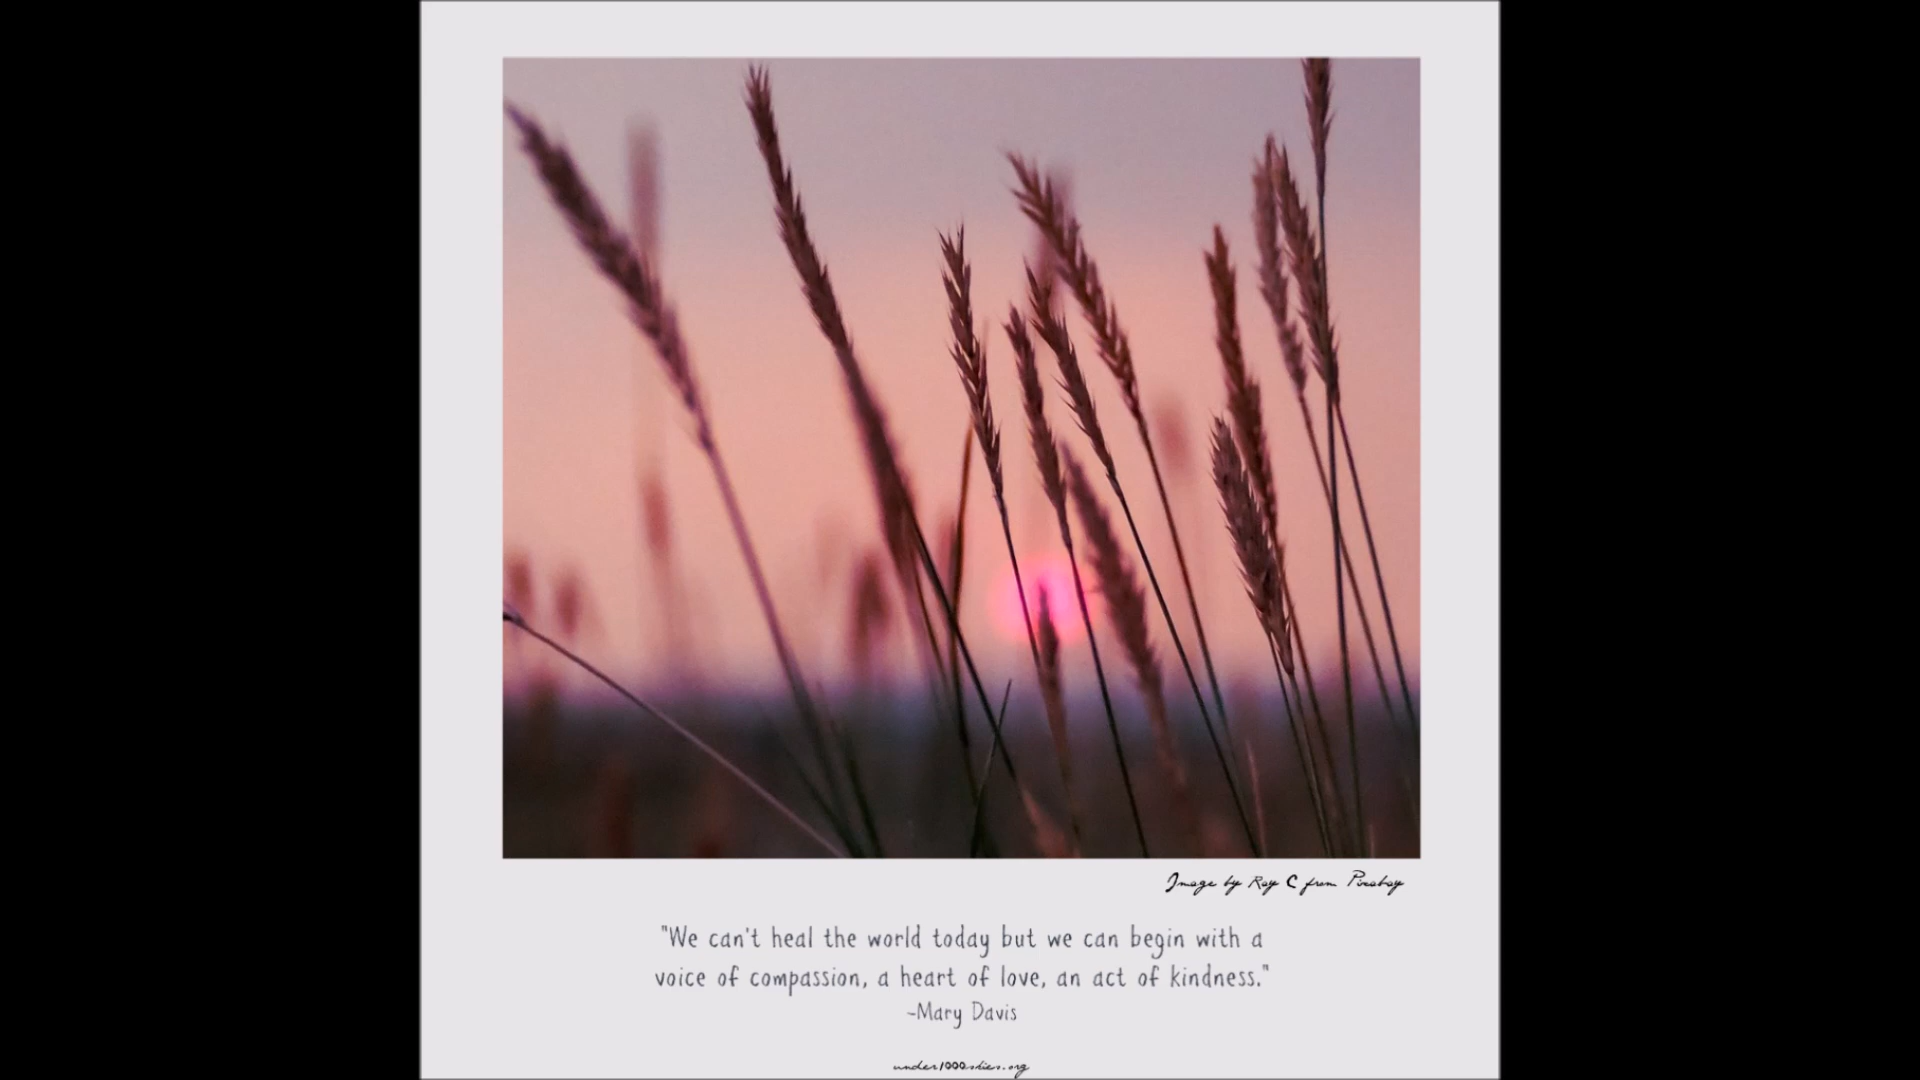 Image by Ray C from Pixabay
"We can't heal the world today but we can begin with a
voice of compassion, a heart of love, an act of kindness."
~Mary Davis
under1000skies.org